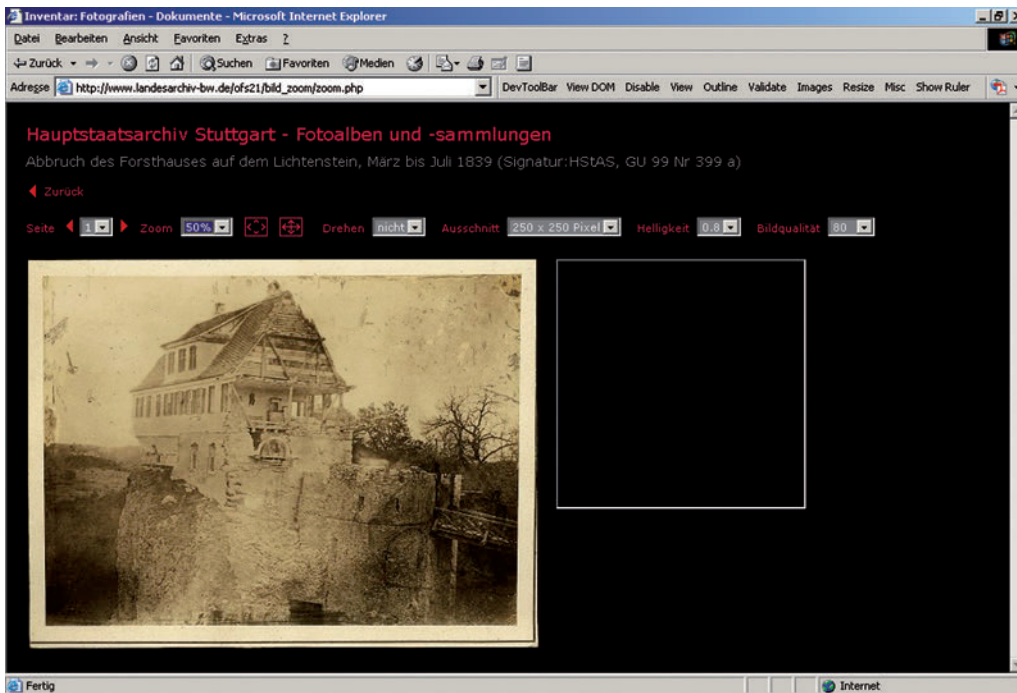 Inventar: Fotografien - Dokumente - Microsoft Internet Explorer
Datei Bearbeiten Ansicht Favoriten Extras ?
Zurück Suchen Favoriten Medien
Adresse http://www.landesarchiv-bw.de/ofs21/bild_zoom/zoom.php DevToolBar View DOM Disable View Outline Validate Images Resize Misc Show Ruler
Hauptstaatsarchiv Stuttgart - Fotoalben und -sammlungen
Abbruch des Forsthauses auf dem Lichtenstein, März bis Juli 1839 (Signatur:HStAS, GU 99 Nr 399 a)
Zurück
Seite 1 Zoom 50% Drehen nicht Ausschnitt 250 x 250 Pixel Helligkeit 0.8 Bildqualität 80
Fertig Internet